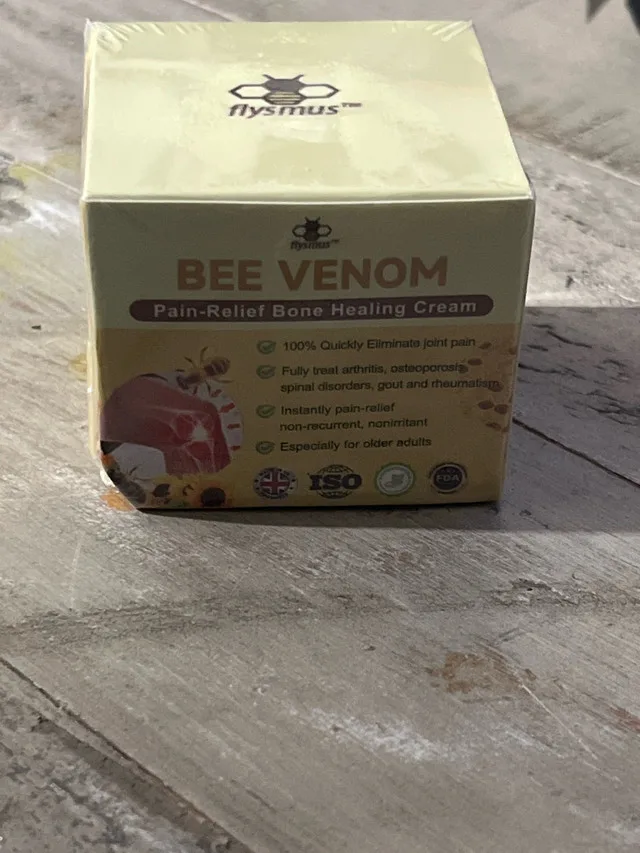 flysmus™
flysmus™
BEE VENOM
Pain-Relief Bone Healing Cream
100% Quickly Eliminate joint pain
Fully treat arthritis, osteoporosis,
spinal disorders, gout and rheumatism
Instantly pain-relief
non-recurrent, nonirritant
Especially for older adults
ISO
FDA